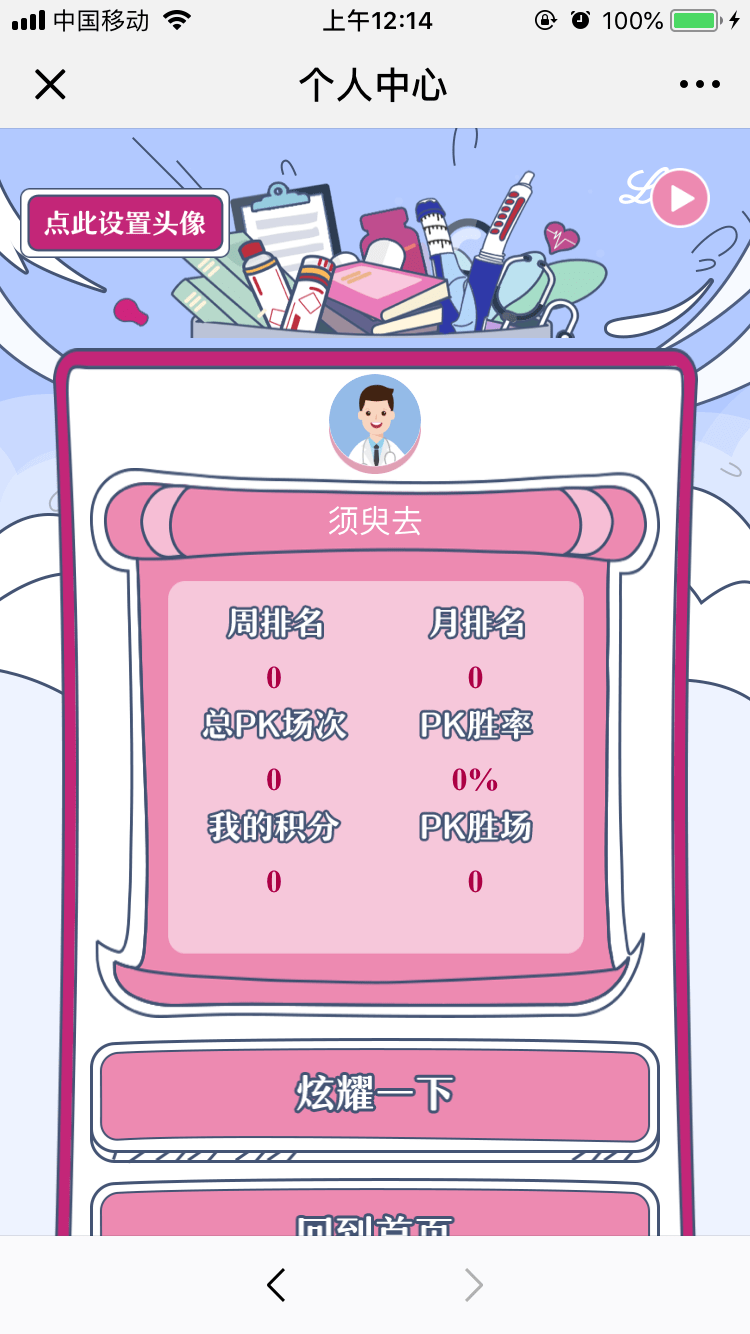 中国移动 上午12:14 100%
个人中心
点此设置头像
须臾去
周排名 月排名
0 0
总PK场次 PK胜率
0 0%
我的积分 PK胜场
0 0
炫耀一下
回到首页